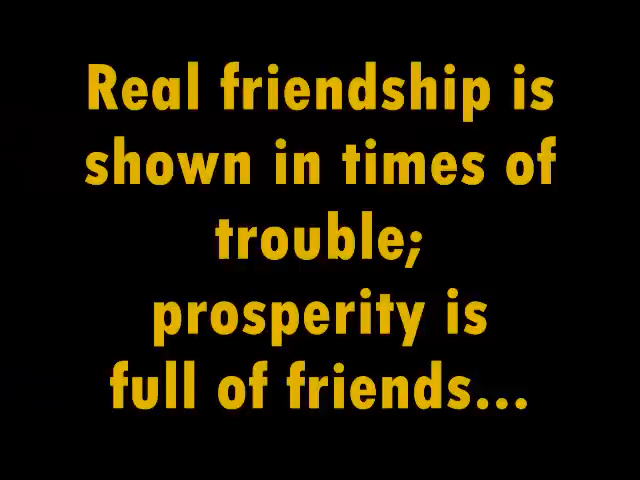 Real friendship is
shown in times of
trouble;
prosperity is
full of friends...